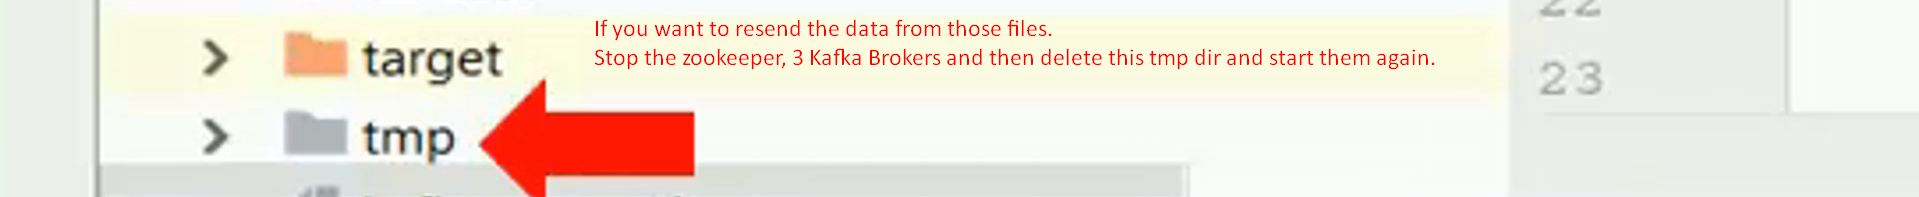 If you want to resend the data from those files.
target
Stop the zookeeper, 3 Kafka Brokers and then delete this tmp dir and start them again.
22
23
tmp